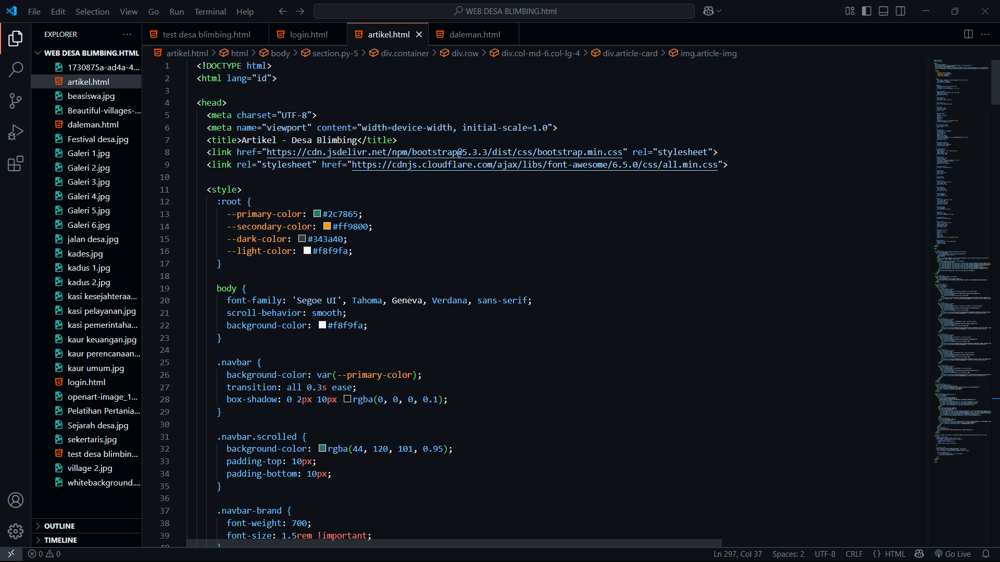 File Edit Selection View Go Run Terminal Help
WEB DESA BLIMBING.html
EXPLORER
WEB DESA BLIMBING.HTML
1730875a-ad4a-4...
artikel.html
beasiswa.jpg
Beautiful-villages-...
daleman.html
Festival desa.jpg
Galeri 1.jpg
Galeri 2.jpg
Galeri 3.jpg
Galeri 4.jpg
Galeri 5.jpg
Galeri 6.jpg
jalan desa.jpg
kades.jpg
kadus 1.jpg
kadus 2.jpg
kasi kesejahteraa...
kasi pelayanan.jpg
kasi pemerintaha...
kaur keuangan.jpg
kaur perencanaan...
kaur umum.jpg
login.html
openart-image_1...
Pelatihan Pertania...
Sejarah desa.jpg
sekertaris.jpg
test desa blimbin...
village 2.jpg
whitebackground....
OUTLINE
TIMELINE
test desa blimbing.html login.html artikel.html daleman.html
artikel.html > html > body > section.py-5 > div.container > div.row > div.col-md-6.col-lg-4 > div.article-card > img.article-img
1 <!DOCTYPE html>
2 <html lang="id">
3
4 <head>
5 <meta charset="UTF-8">
6 <meta name="viewport" content="width=device-width, initial-scale=1.0">
7 <title>Artikel - Desa Blimbing</title>
8 <link href="https://cdn.jsdelivr.net/npm/bootstrap@5.3.3/dist/css/bootstrap.min.css" rel="stylesheet">
9 <link rel="stylesheet" href="https://cdnjs.cloudflare.com/ajax/libs/font-awesome/6.5.0/css/all.min.css">
10
11 <style>
12 :root {
13 --primary-color: #2c7865;
14 --secondary-color: #ff9800;
15 --dark-color: #343a40;
16 --light-color: #f8f9fa;
17 }
18
19 body {
20 font-family: 'Segoe UI', Tahoma, Geneva, Verdana, sans-serif;
21 scroll-behavior: smooth;
22 background-color: #f8f9fa;
23 }
24
25 .navbar {
26 background-color: var(--primary-color);
27 transition: all 0.3s ease;
28 box-shadow: 0 2px 10px rgba(0, 0, 0, 0.1);
29 }
30
31 .navbar.scrolled {
32 background-color: rgba(44, 120, 101, 0.95);
33 padding-top: 10px;
34 padding-bottom: 10px;
35 }
36
37 .navbar-brand {
38 font-weight: 700;
39 font-size: 1.5rem !important;
40 }
0 0
Ln 297, Col 37 Spaces: 2 UTF-8 CRLF {} HTML Go Live